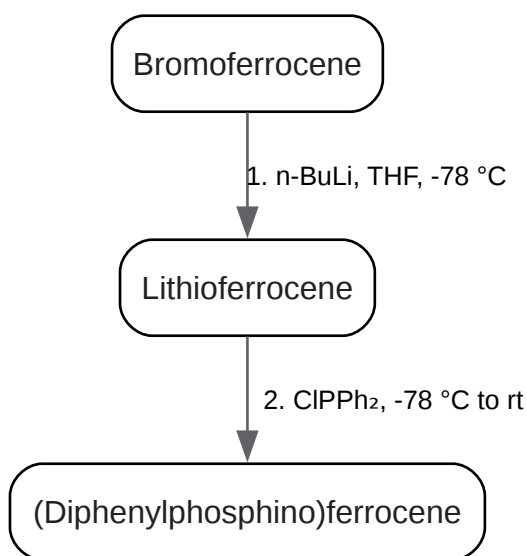 Bromoferrocene
1. n-BuLi, THF, -78 °C
Lithioferrocene
2. ClPPh₂, -78 °C to rt
(Diphenylphosphino)ferrocene